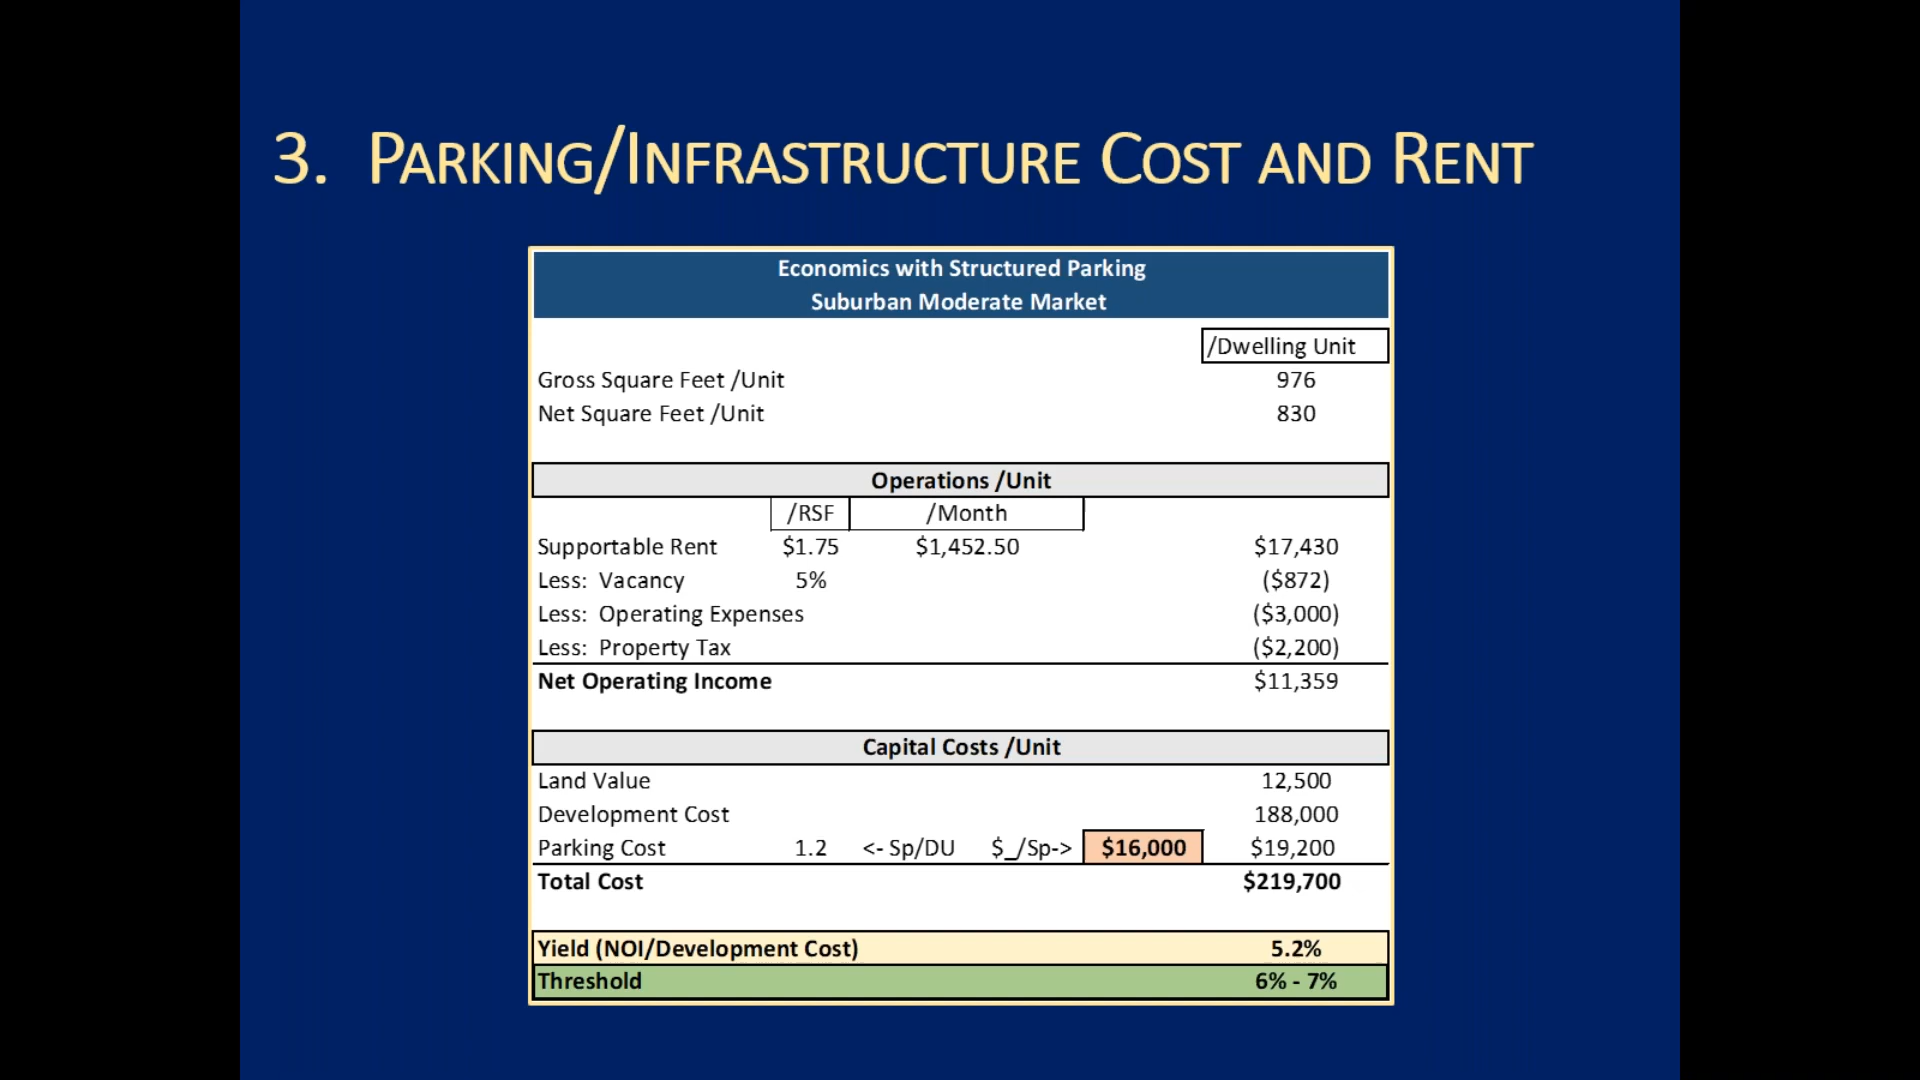 3. Parking/Infrastructure Cost and Rent
Economics with Structured Parking
Suburban Moderate Market
/Dwelling Unit
Gross Square Feet /Unit 976
Net Square Feet /Unit 830
Operations /Unit
/RSF /Month
Supportable Rent $1.75 $1,452.50 $17,430
Less: Vacancy 5% ($872)
Less: Operating Expenses ($3,000)
Less: Property Tax ($2,200)
Net Operating Income $11,359
Capital Costs /Unit
Land Value 12,500
Development Cost 188,000
Parking Cost 1.2 <- Sp/DU $_/Sp-> $16,000 $19,200
Total Cost $219,700
Yield (NOI/Development Cost) 5.2%
Threshold 6% - 7%